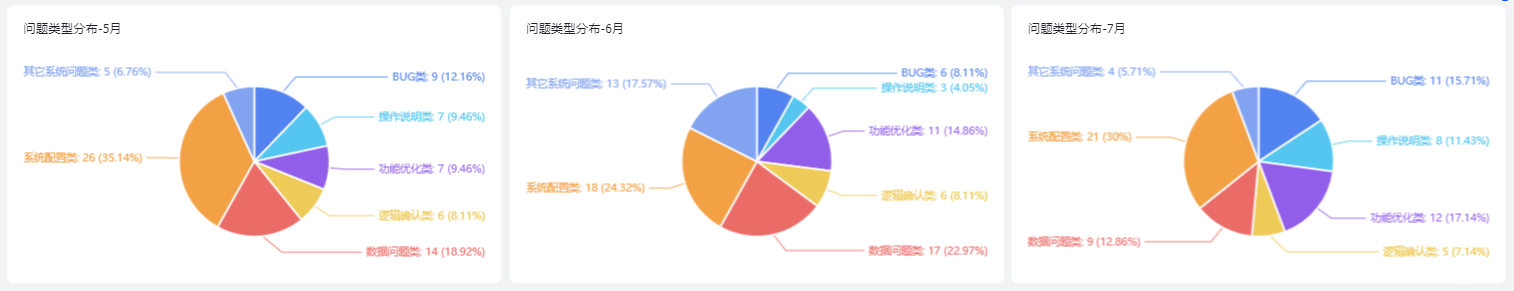 问题类型分布-5月
其它系统问题类: 5 (6.76%)
BUG类: 9 (12.16%)
操作说明类: 7 (9.46%)
系统配置类: 26 (35.14%)
功能优化类: 7 (9.46%)
逻辑确认类: 6 (8.11%)
数据问题类: 14 (18.92%)
问题类型分布-6月
其它系统问题类: 13 (17.57%)
BUG类: 6 (8.11%)
操作说明类: 3 (4.05%)
功能优化类: 11 (14.86%)
系统配置类: 18 (24.32%)
逻辑确认类: 6 (8.11%)
数据问题类: 17 (22.97%)
问题类型分布-7月
其它系统问题类: 4 (5.71%)
BUG类: 11 (15.71%)
系统配置类: 21 (30%)
操作说明类: 8 (11.43%)
功能优化类: 12 (17.14%)
数据问题类: 9 (12.86%)
逻辑确认类: 5 (7.14%)